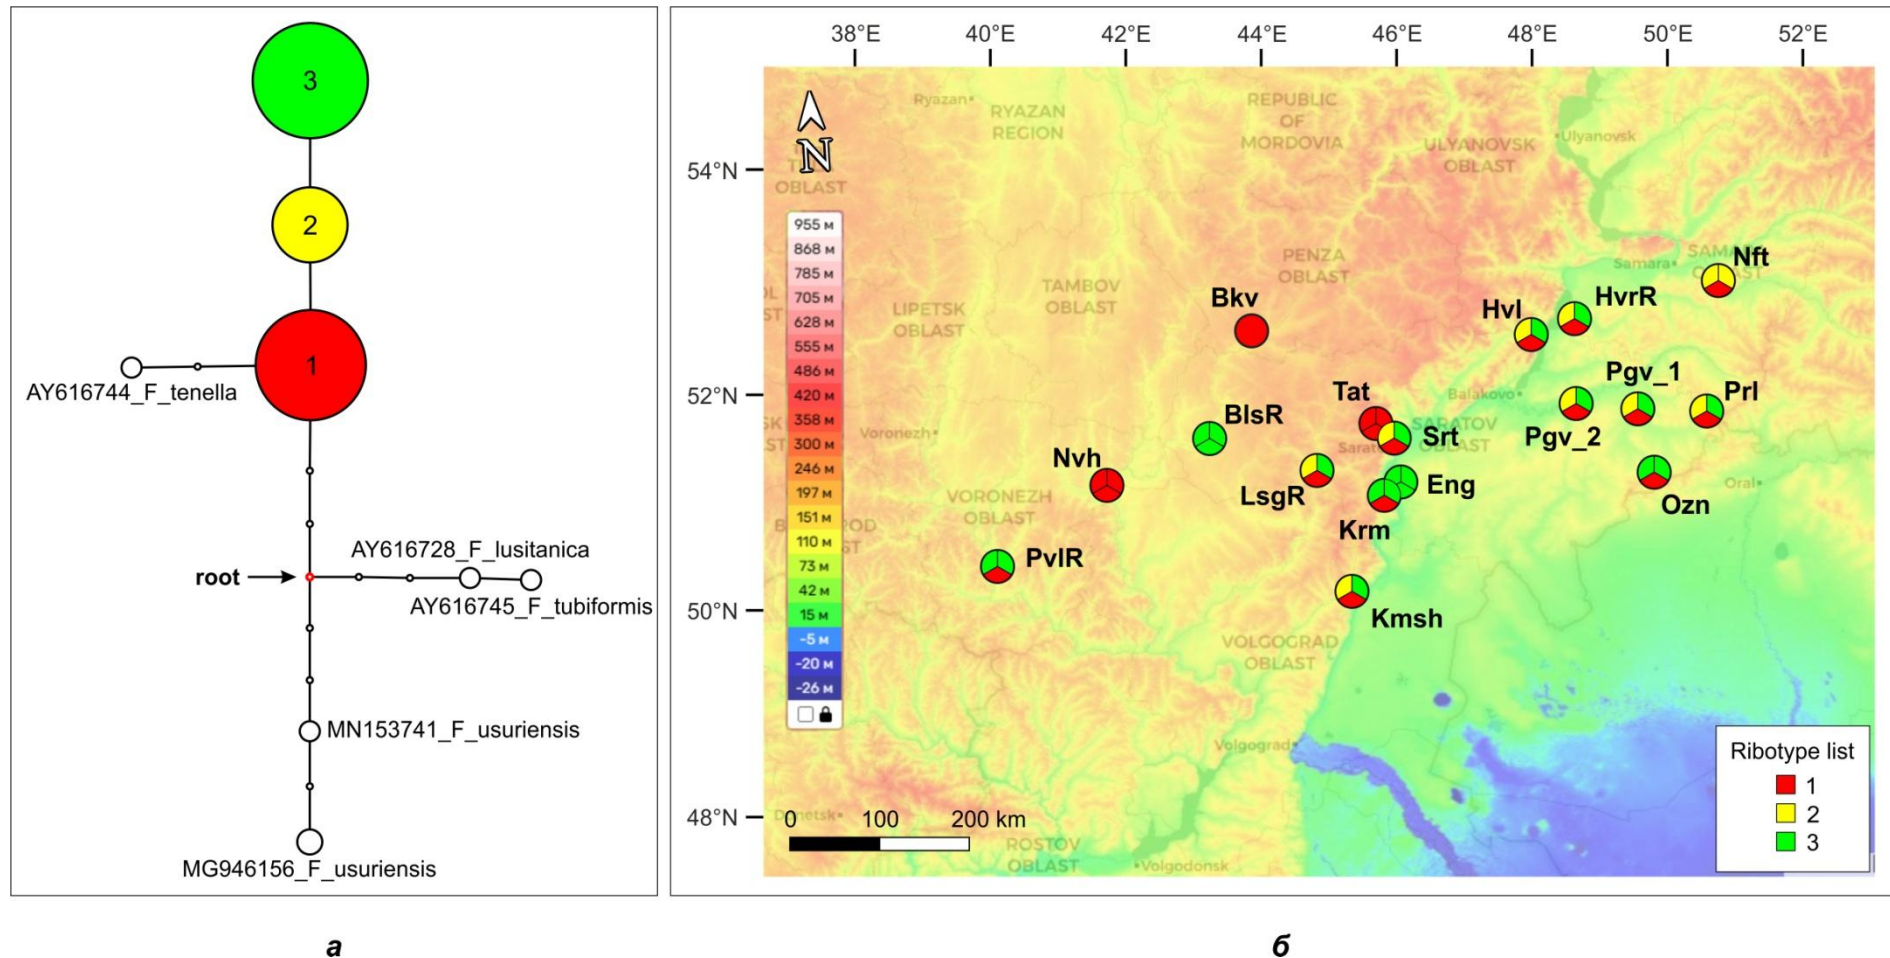 3
2
1
AY616744_F_tenella
AY616728_F_lusitanica
root
AY616745_F_tubiformis
MN153741_F_usuriensis
MG946156_F_usuriensis
а
38°E 40°E 42°E 44°E 46°E 48°E 50°E 52°E
54°N
52°N
50°N
48°N
N
Ryazan
RYAZAN
REGION
REPUBLIC
OF
MORDOVIA
ULYANOVSK
OBLAST
Ulyanovsk
OBLAST
955 м
868 м
785 м
705 м
628 м
555 м
486 м
420 м
358 м
300 м
246 м
197 м
151 м
110 м
73 м
42 м
15 м
-5 м
-20 м
-26 м
PENZA
OBLAST
TAMBOV
OBLAST
LIPETSK
OBLAST
Samara
Nft
HvrR
Hvl
Bkv
Pgv_1
Prl
Tat
Balakovo
BlsR
Srt
SARATOV
OBLAST
Pgv_2
Voronezh
Nvh
LsgR
Eng
Oral
Ozn
VORONEZH
OBLAST
Krm
PvlR
Kmsh
VOLGOGRAD
OBLAST
Volgograd
0 100 200 km
ROSTOV
OBLAST
Volgodonsk
Ribotype list
1
2
3
б